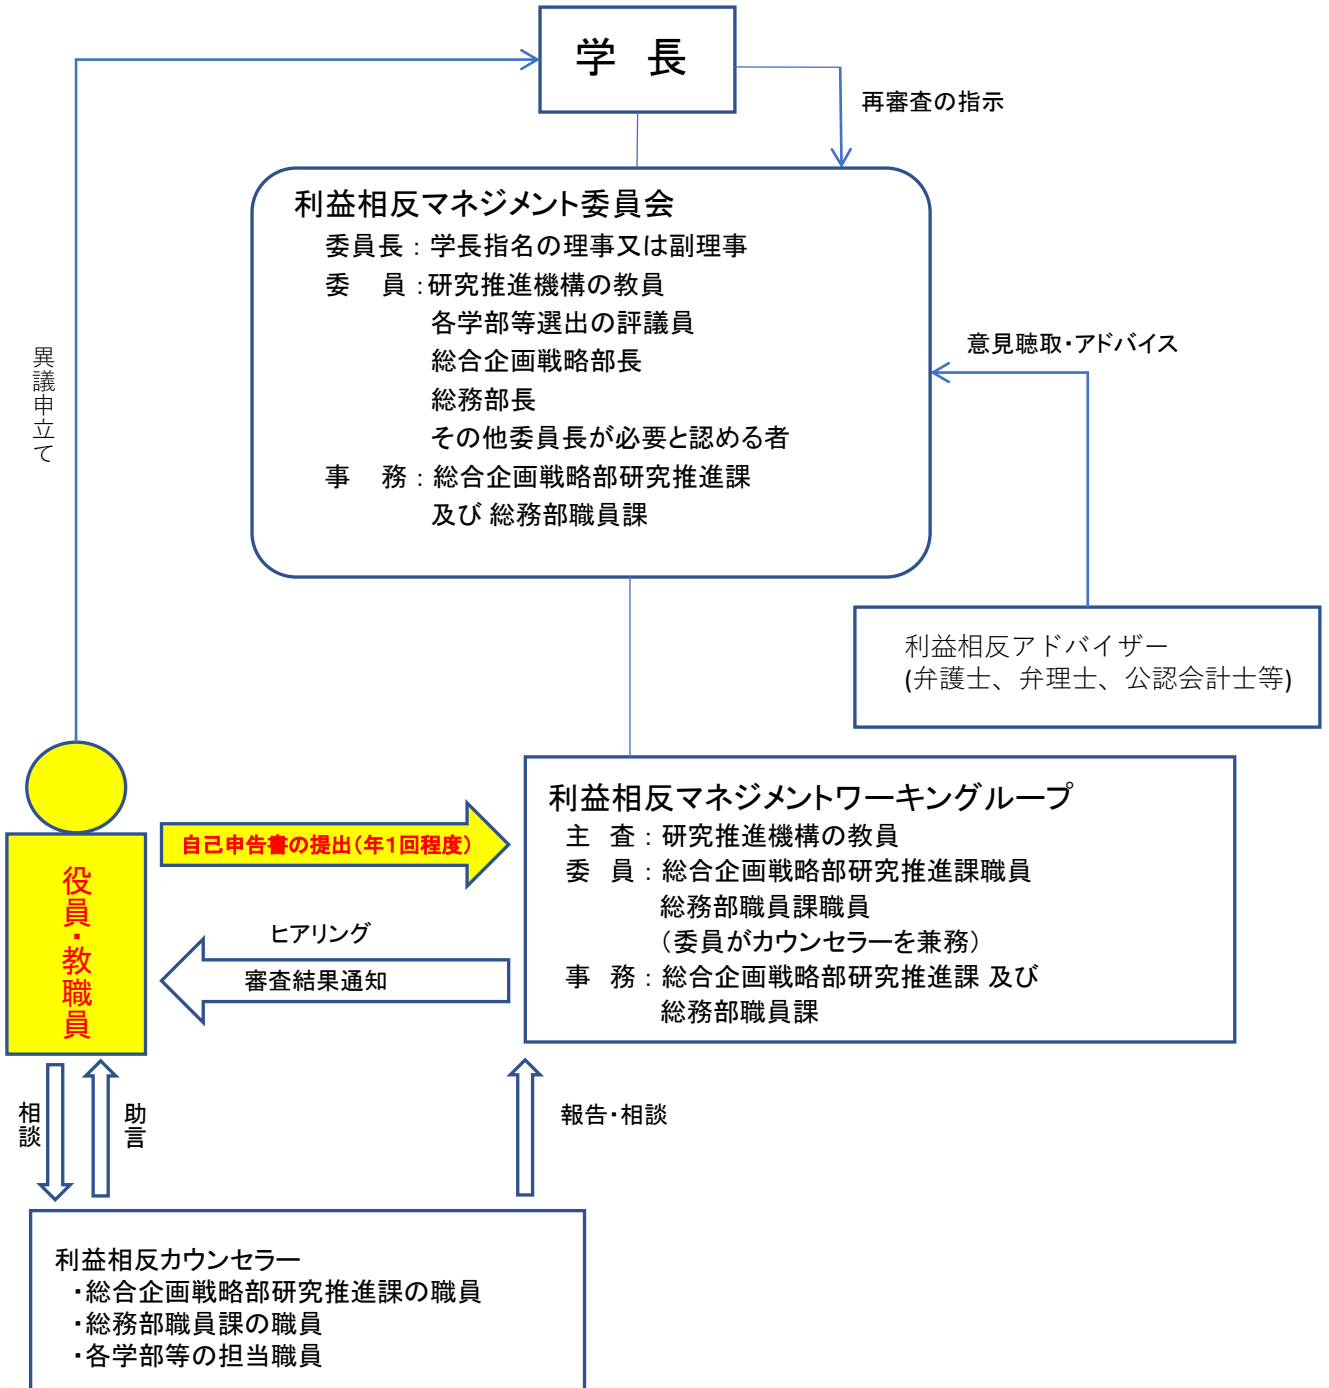 学 長
再審査の指示
利益相反マネジメント委員会
委員長：学長指名の理事又は副理事
委 員：研究推進機構の教員
各学部等選出の評議員
総合企画戦略部長
総務部長
その他委員長が必要と認める者
事 務：総合企画戦略部研究推進課
及び 総務部職員課
意見聴取・アドバイス
異議申立て
利益相反アドバイザー
(弁護士、弁理士、公認会計士等)
利益相反マネジメントワーキングループ
主 査：研究推進機構の教員
委 員：総合企画戦略部研究推進課職員
総務部職員課職員
（委員がカウンセラーを兼務）
事 務：総合企画戦略部研究推進課 及び
総務部職員課
自己申告書の提出（年１回程度）
ヒアリング
審査結果通知
役員・教職員
相談
助言
報告・相談
利益相反カウンセラー
・総合企画戦略部研究推進課の職員
・総務部職員課の職員
・各学部等の担当職員